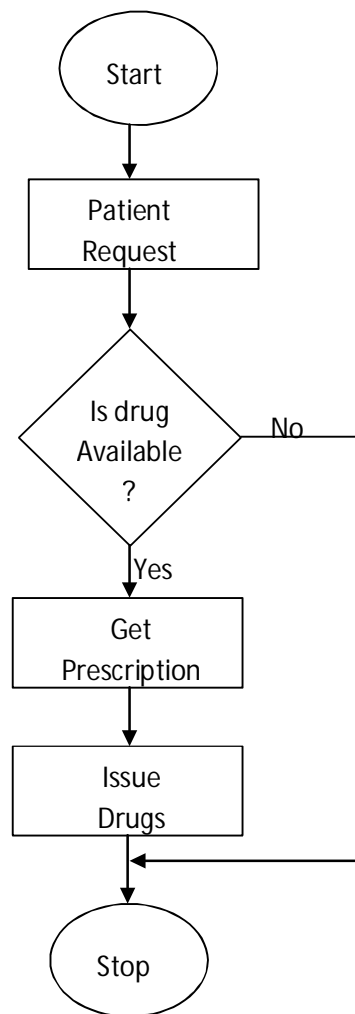 Start
Patient
Request
Is drug
Available
?
No
Yes
Get
Prescription
Issue
Drugs
Stop